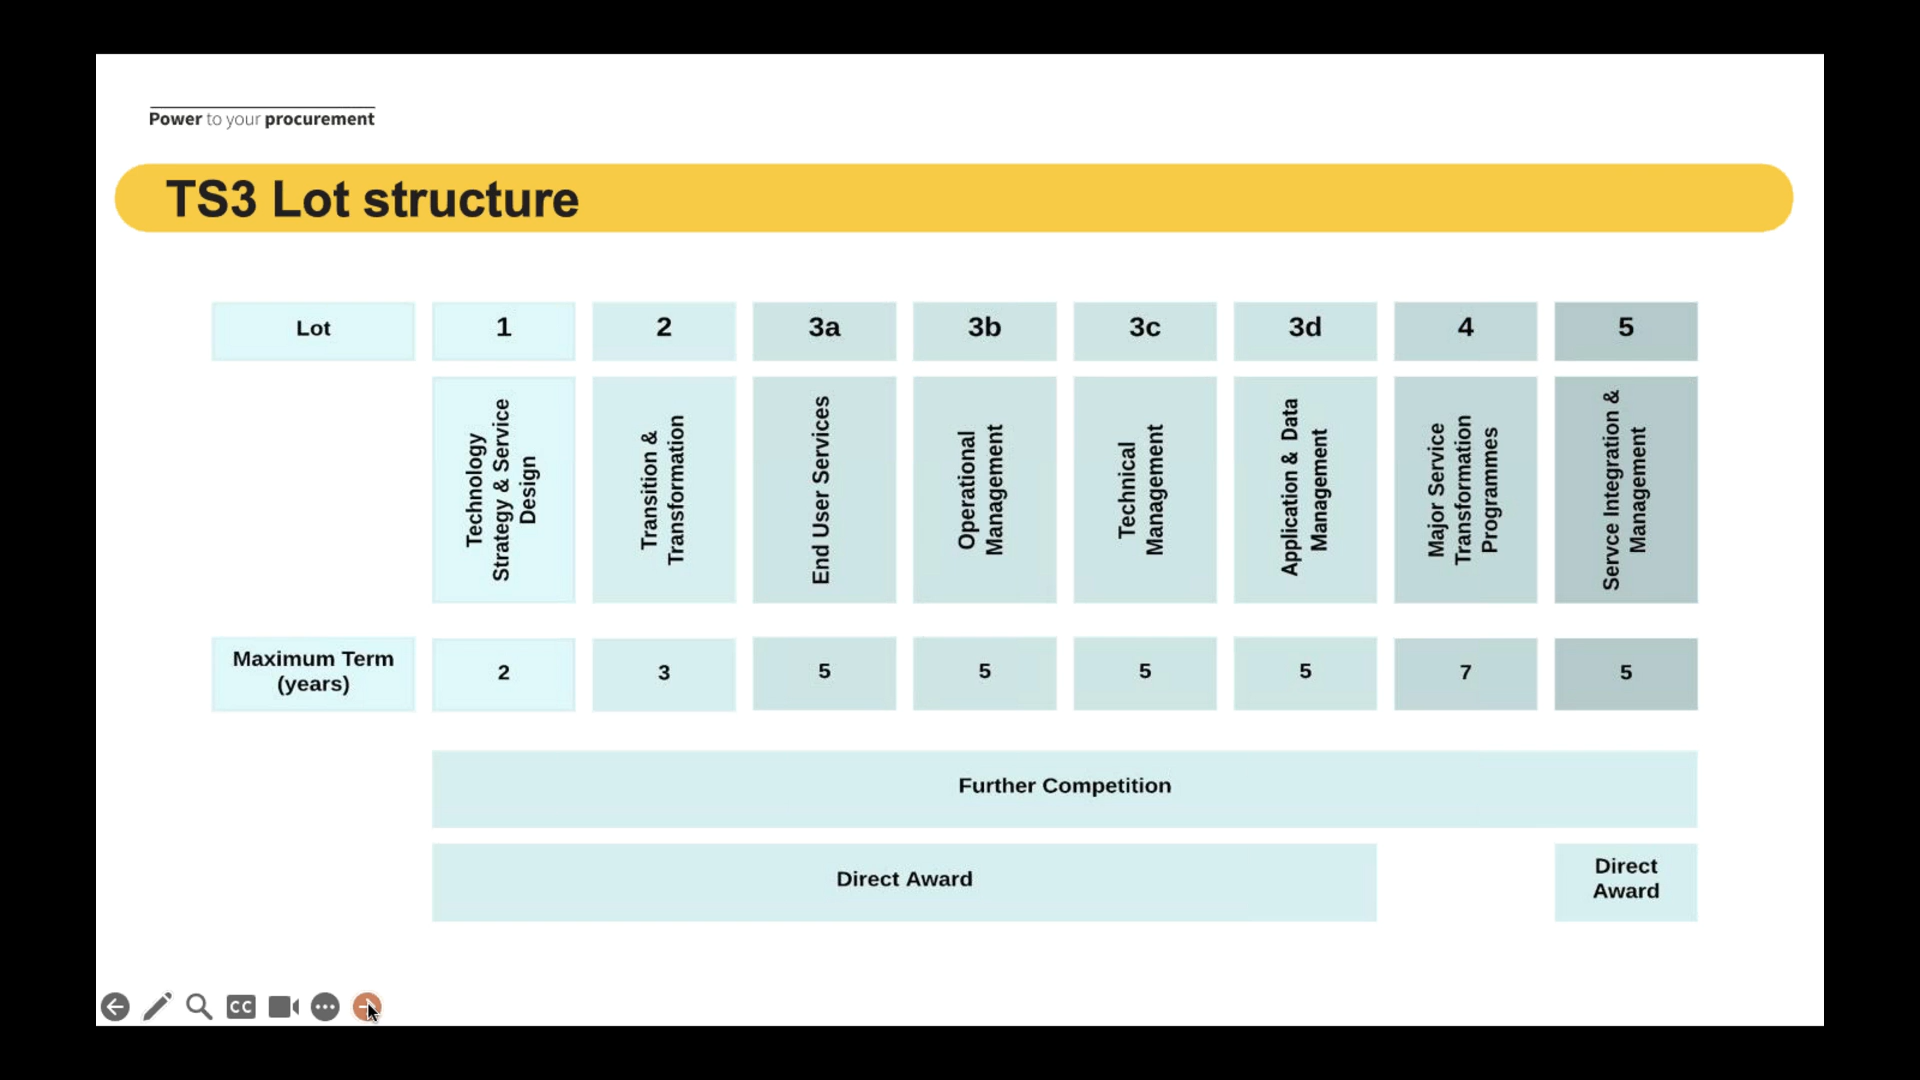 Power to your procurement
TS3 Lot structure
Lot
1
2
3a
3b
3c
3d
4
5
Technology
Strategy & Service
Design
Transition &
Transformation
End User Services
Operational
Management
Technical
Management
Application & Data
Management
Major Service
Transformation
Programmes
Servce Integration &
Management
Maximum Term
(years)
2
3
5
5
5
5
7
5
Further Competition
Direct Award
Direct
Award
CC